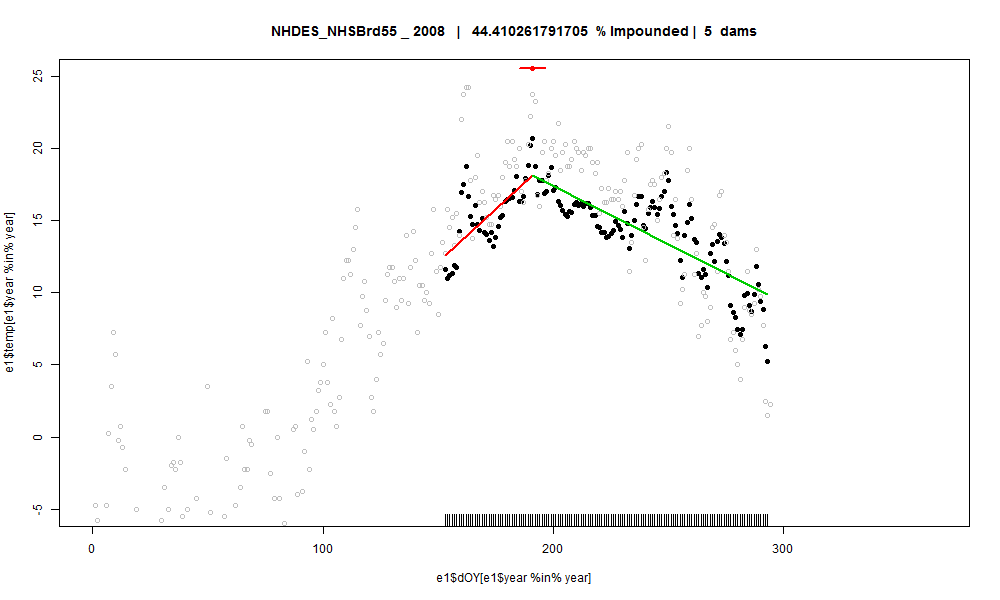 NHDES_NHSBrd55 _ 2008 | 44.410261791705 % Impounded | 5 dams
e1$temp[e1$year %in% year]
25
20
15
10
5
0
-5
0 100 200 300
e1$dOY[e1$year %in% year]